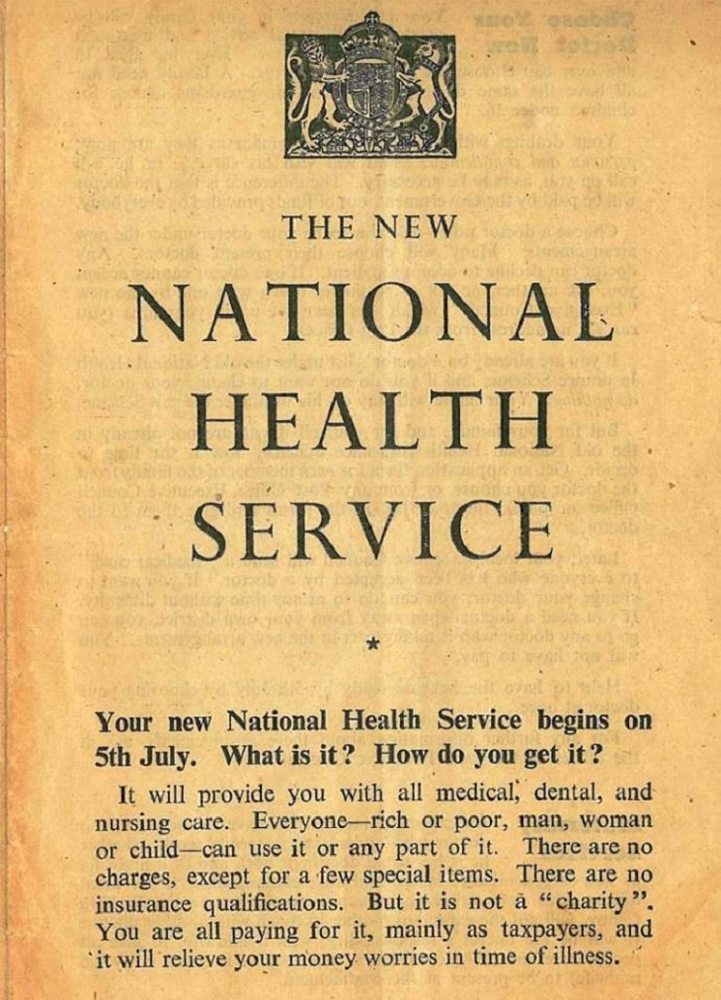 THE NEW
NATIONAL
HEALTH
SERVICE
*
Your new National Health Service begins on
5th July. What is it? How do you get it?
It will provide you with all medical, dental, and
nursing care. Everyone—rich or poor, man, woman
or child—can use it or any part of it. There are no
charges, except for a few special items. There are no
insurance qualifications. But it is not a “charity”.
You are all paying for it, mainly as taxpayers, and
it will relieve your money worries in time of illness.